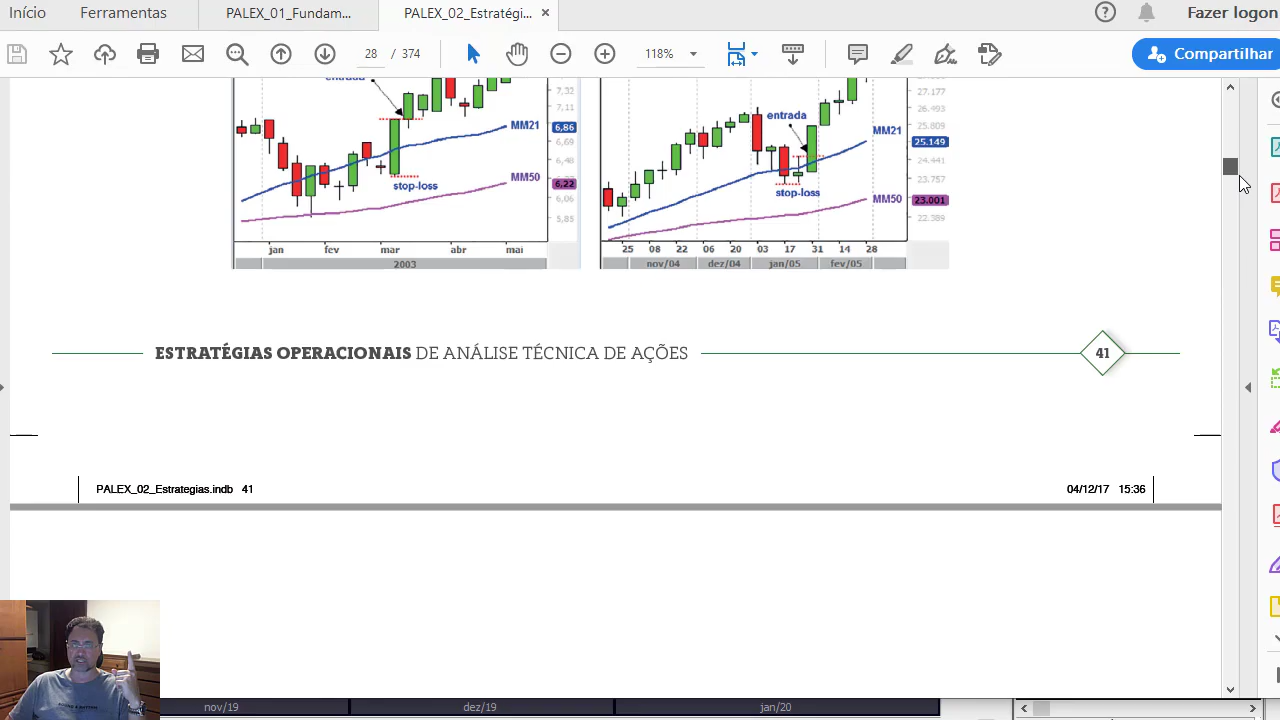 Início Ferramentas PALEX_01_Fundam... PALEX_02_Estratégi... × Fazer logon
28 / 374 118% Compartilhar
entrada
7,32
7,11
MM21 6,86
6,69
6,46
6,23
stop-loss
MM50 6,22
6,06
5,85
jan fev mar abr mai
2003
27.177
26.493
entrada
25.809
MM21
25.149
24.441
23.757
stop-loss
MM50 23.001
22.389
25 08 22 06 20 03 17 31 14 28
nov/04 dez/04 jan/05 fev/05
ESTRATÉGIAS OPERACIONAIS DE ANÁLISE TÉCNICA DE AÇÕES 41
PALEX_02_Estrategias.indb 41 04/12/17 15:36
nov/19 dez/19 jan/20